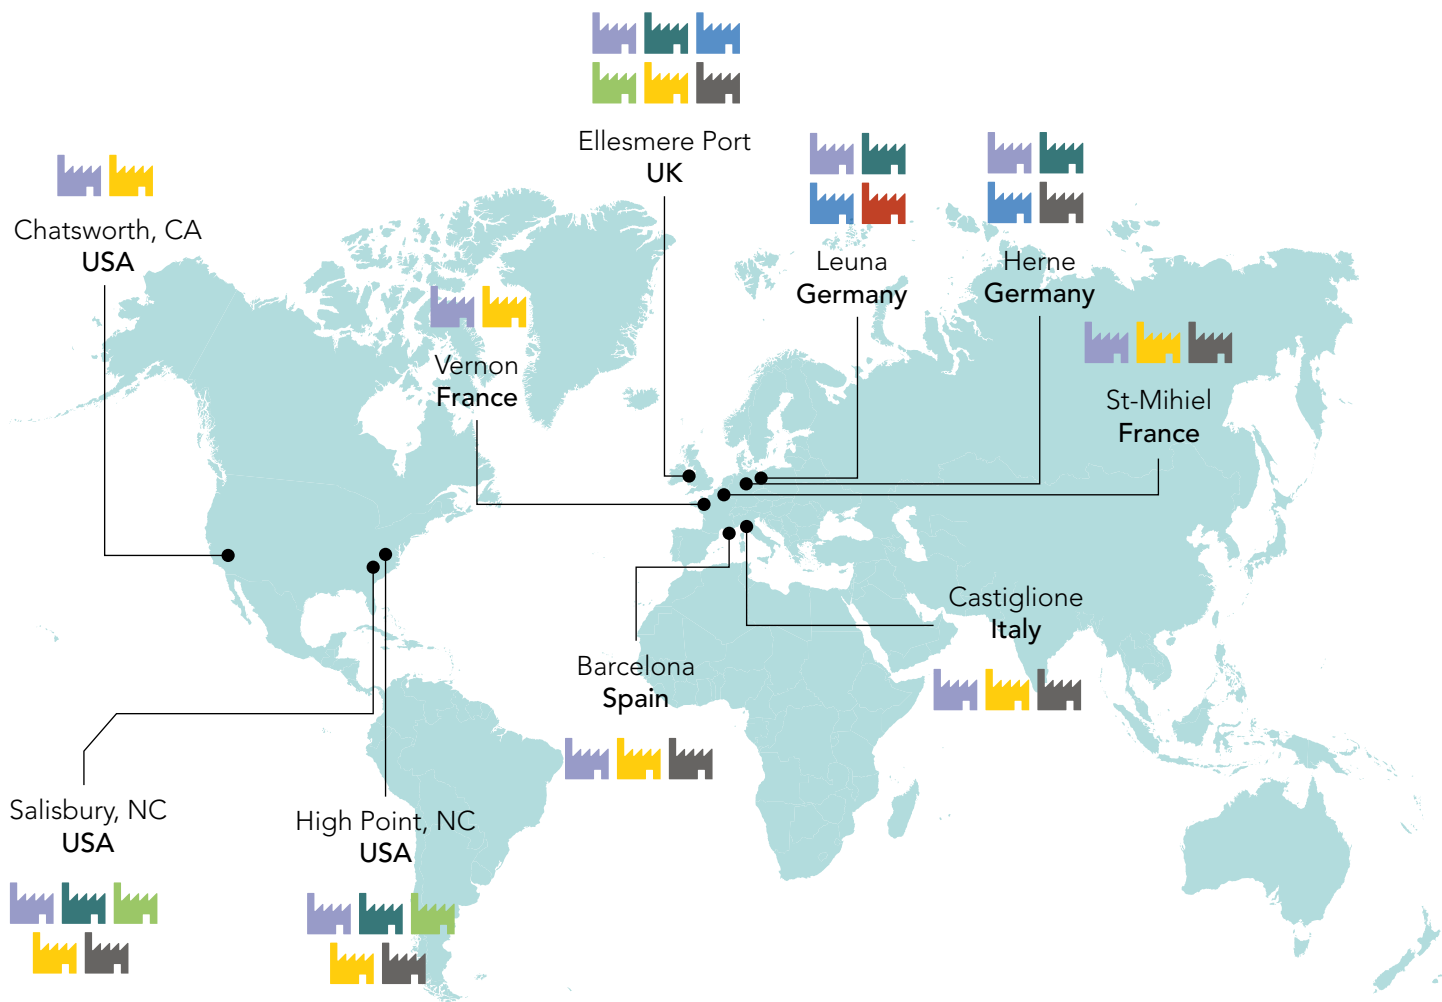 Ellesmere Port
UK
Chatsworth, CA
USA
Leuna
Germany
Herne
Germany
Vernon
France
St-Mihiel
France
Castiglione
Italy
Barcelona
Spain
Salisbury, NC
USA
High Point, NC
USA